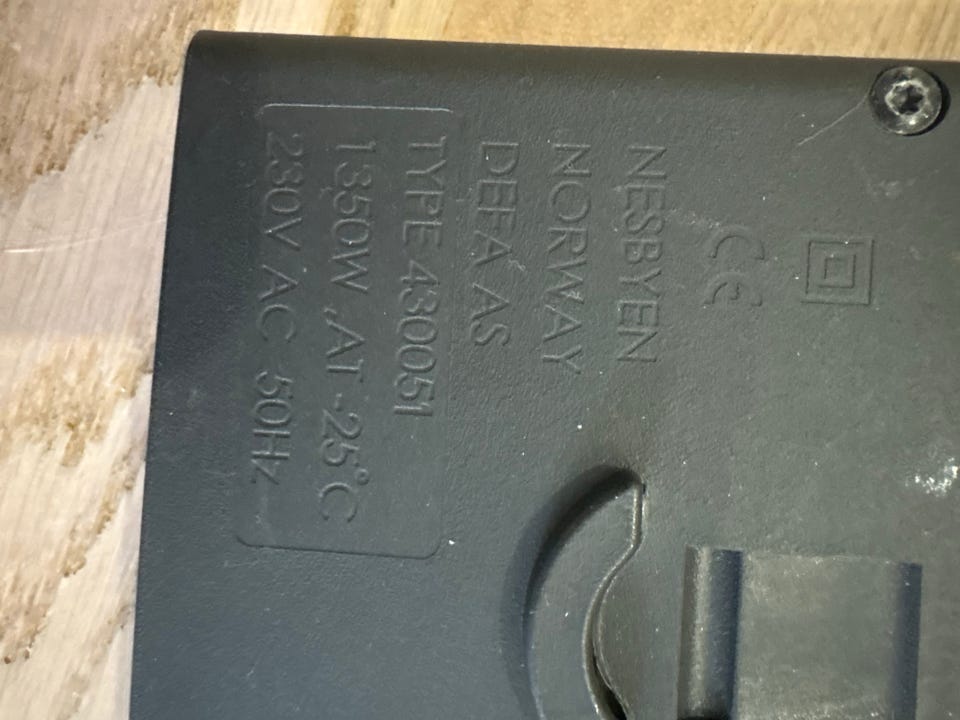 NESBYEN
NORWAY
DEFA AS
TYPE 430051
1350W .AT -25°C
230V AC 50Hz